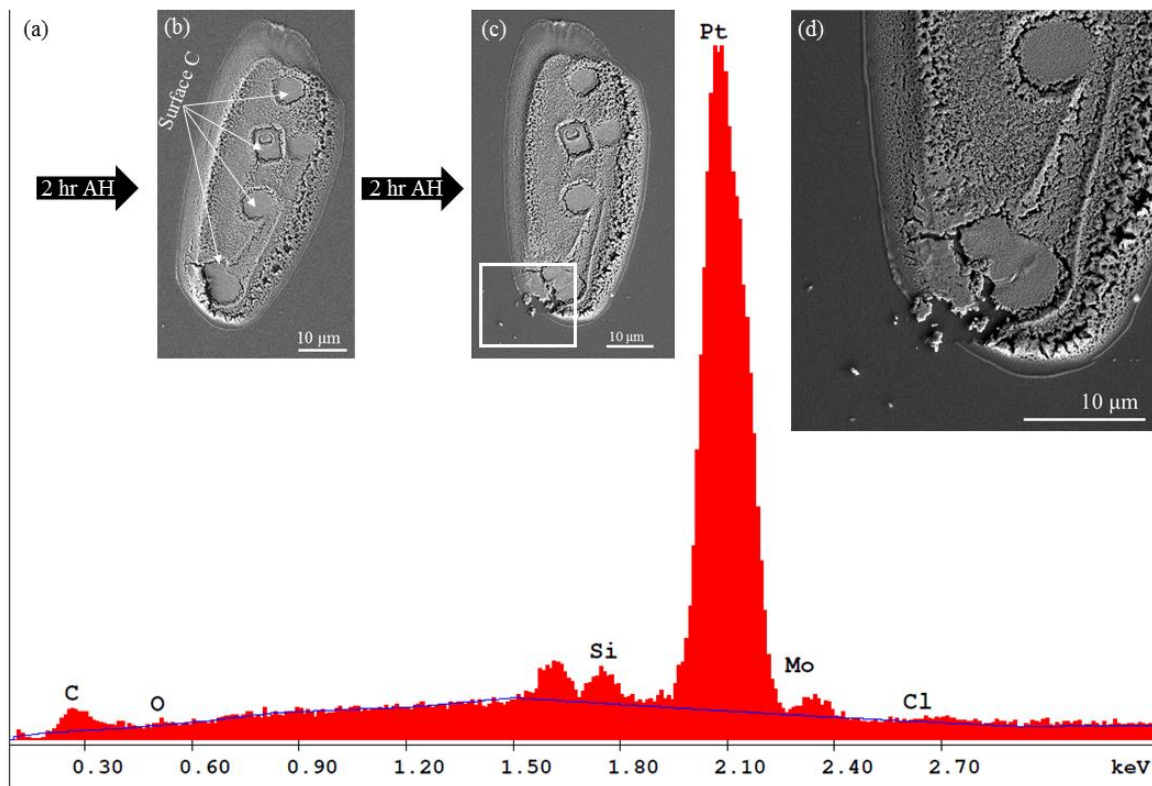 (a)
(b)
(c)
(d)
Pt
Surface C
2 hr AH
2 hr AH
10 µm
10 µm
10 µm
Si
Mo
C
O
Cl
0.30 0.60 0.90 1.20 1.50 1.80 2.10 2.40 2.70 keV